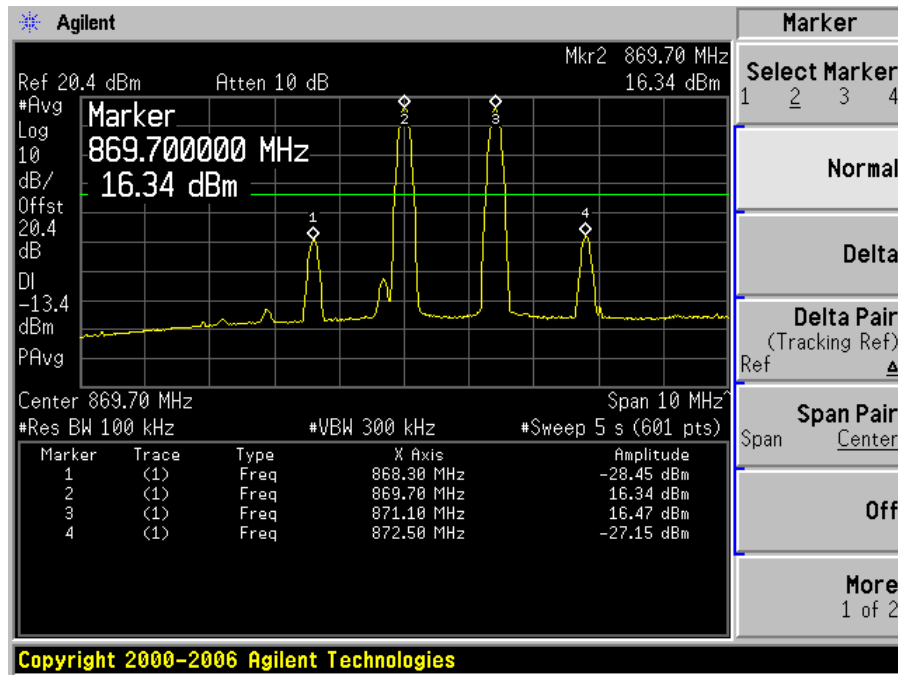 Agilent
Marker
Mkr2 869.70 MHz
Ref 20.4 dBm Atten 10 dB 16.34 dBm
#Avg
Log
10
dB/
Offst
20.4
dB
DI
-13.4
dBm
PAvg
Marker
869.700000 MHz
16.34 dBm
1
2
3
4
Center 869.70 MHz Span 10 MHz^
#Res BW 100 kHz #VBW 300 kHz #Sweep 5 s (601 pts)
Marker Trace Type X Axis Amplitude
1 (1) Freq 868.30 MHz -28.45 dBm
2 (1) Freq 869.70 MHz 16.34 dBm
3 (1) Freq 871.10 MHz 16.47 dBm
4 (1) Freq 872.50 MHz -27.15 dBm
Select Marker
1 2 3 4
Normal
Delta
Delta Pair
(Tracking Ref)
Ref Δ
Span Pair
Span Center
Off
More
1 of 2
Copyright 2000-2006 Agilent Technologies